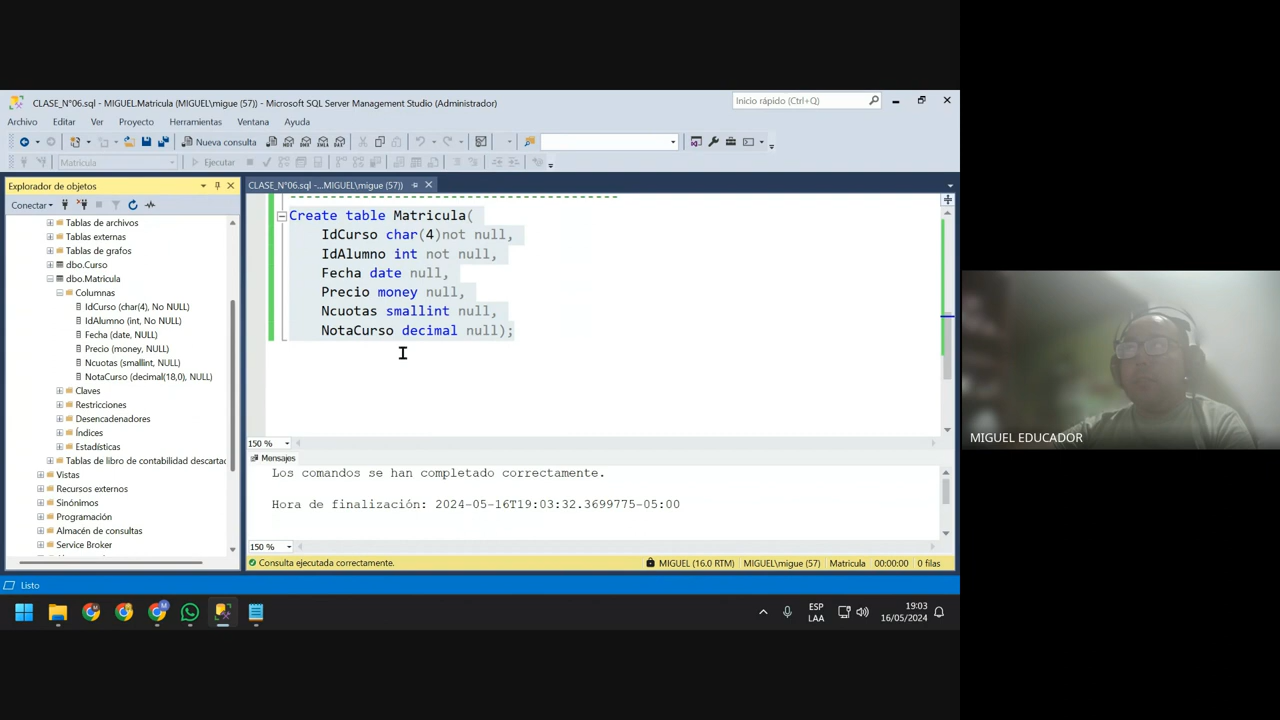 CLASE_N°06.sql - MIGUEL.Matricula (MIGUEL\migue (57)) - Microsoft SQL Server Management Studio (Administrador)
Inicio rápido (Ctrl+Q)
Archivo Editar Ver Proyecto Herramientas Ventana Ayuda
Nueva consulta
Matricula
Ejecutar
Explorador de objetos
Conectar
Tablas de archivos
Tablas externas
Tablas de grafos
dbo.Curso
dbo.Matricula
Columnas
IdCurso (char(4), No NULL)
IdAlumno (int, No NULL)
Fecha (date, NULL)
Precio (money, NULL)
Ncuotas (smallint, NULL)
NotaCurso (decimal(18,0), NULL)
Claves
Restricciones
Desencadenadores
Índices
Estadísticas
Tablas de libro de contabilidad descartac
Vistas
Recursos externos
Sinónimos
Programación
Almacén de consultas
Service Broker
CLASE_N°06.sql -...MIGUEL\migue (57))
Create table Matricula(
IdCurso char(4)not null,
IdAlumno int not null,
Fecha date null,
Precio money null,
Ncuotas smallint null,
NotaCurso decimal null);
150 %
Mensajes
Los comandos se han completado correctamente.
Hora de finalización: 2024-05-16T19:03:32.3699775-05:00
150 %
Consulta ejecutada correctamente.
MIGUEL (16.0 RTM) MIGUEL\migue (57) Matricula 00:00:00 0 filas
Listo
ESP
LAA
19:03
16/05/2024
MIGUEL EDUCADOR